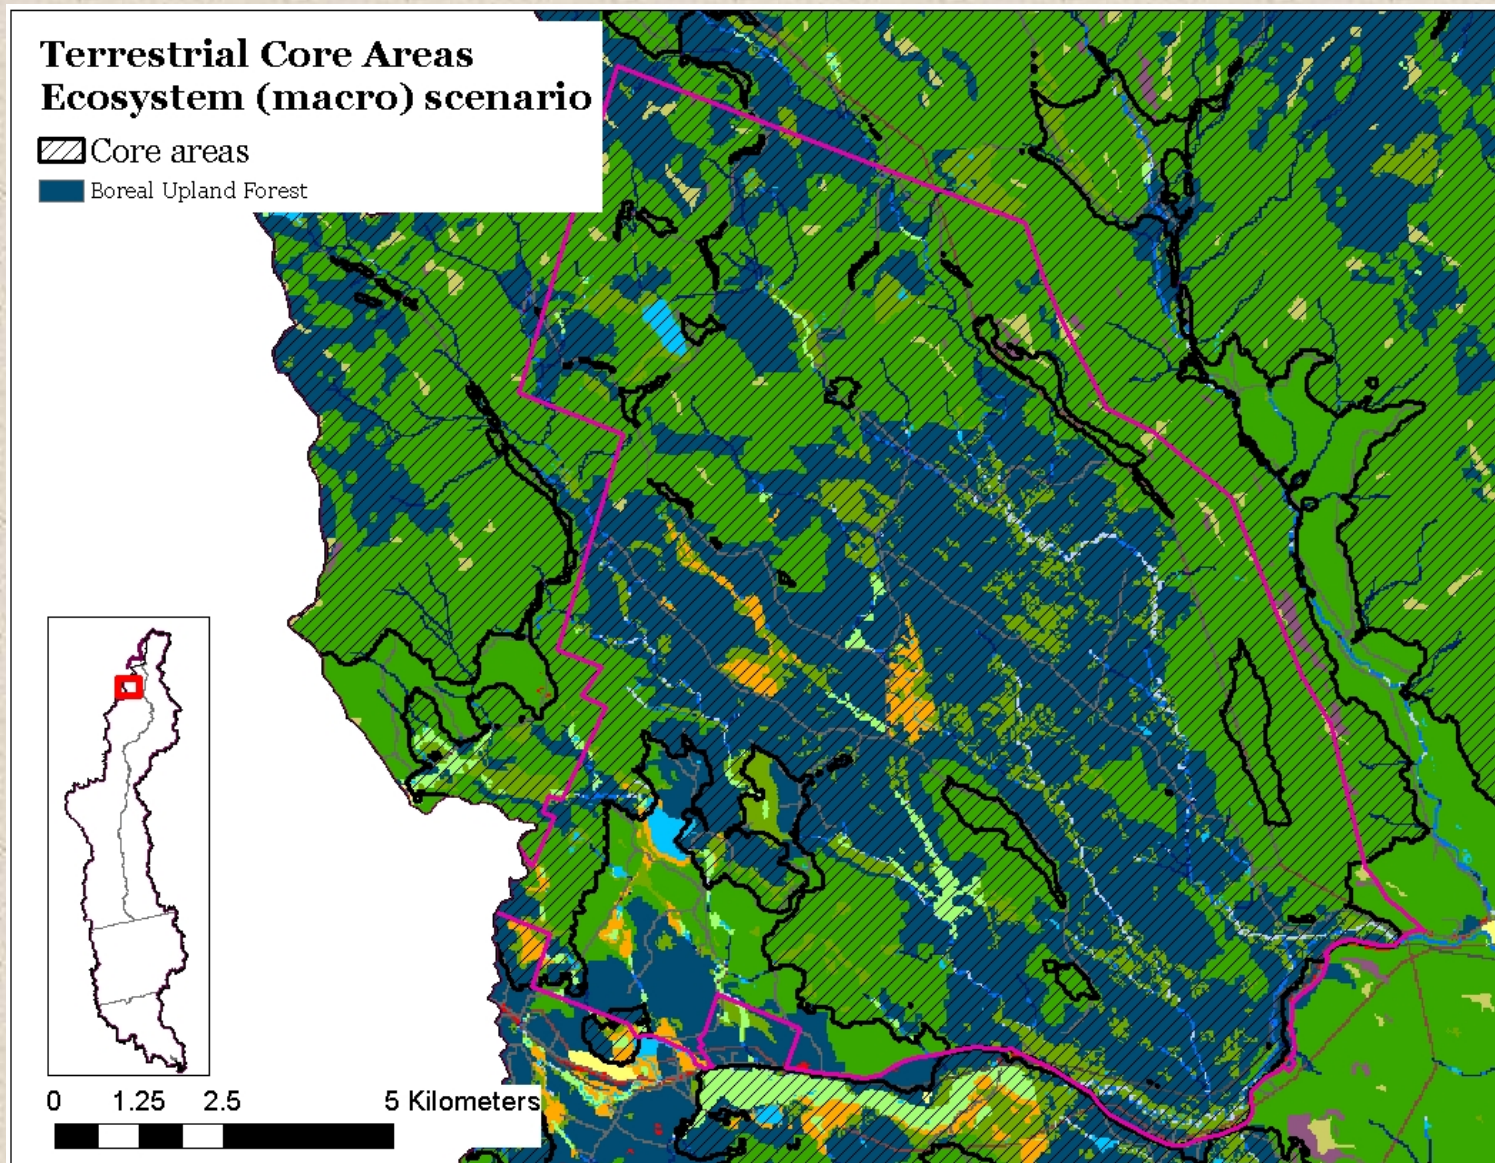 Terrestrial Core Areas
Ecosystem (macro) scenario
Core areas
Boreal Upland Forest
0 1.25 2.5 5 Kilometers